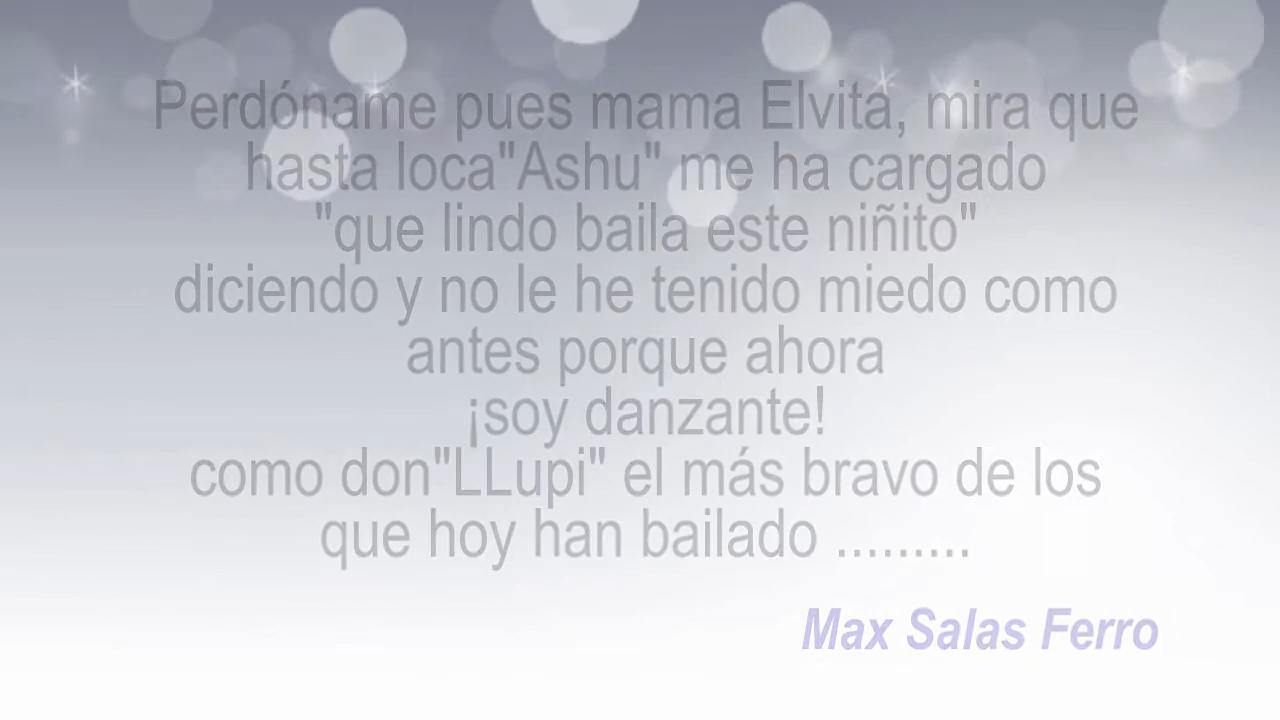 Perdóname pues mama Elvita, mira que
hasta loca"Ashu" me ha cargado
"que lindo baila este niñito"
diciendo y no le he tenido miedo como
antes porque ahora
¡soy danzante!
como don"LLupi" el más bravo de los
que hoy han bailado .........
Max Salas Ferro